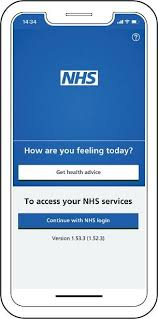 14:34
NHS
How are you feeling today?
Get health advice
To access your NHS services
Continue with NHS login
Version 1.53.3 (1.52.3)